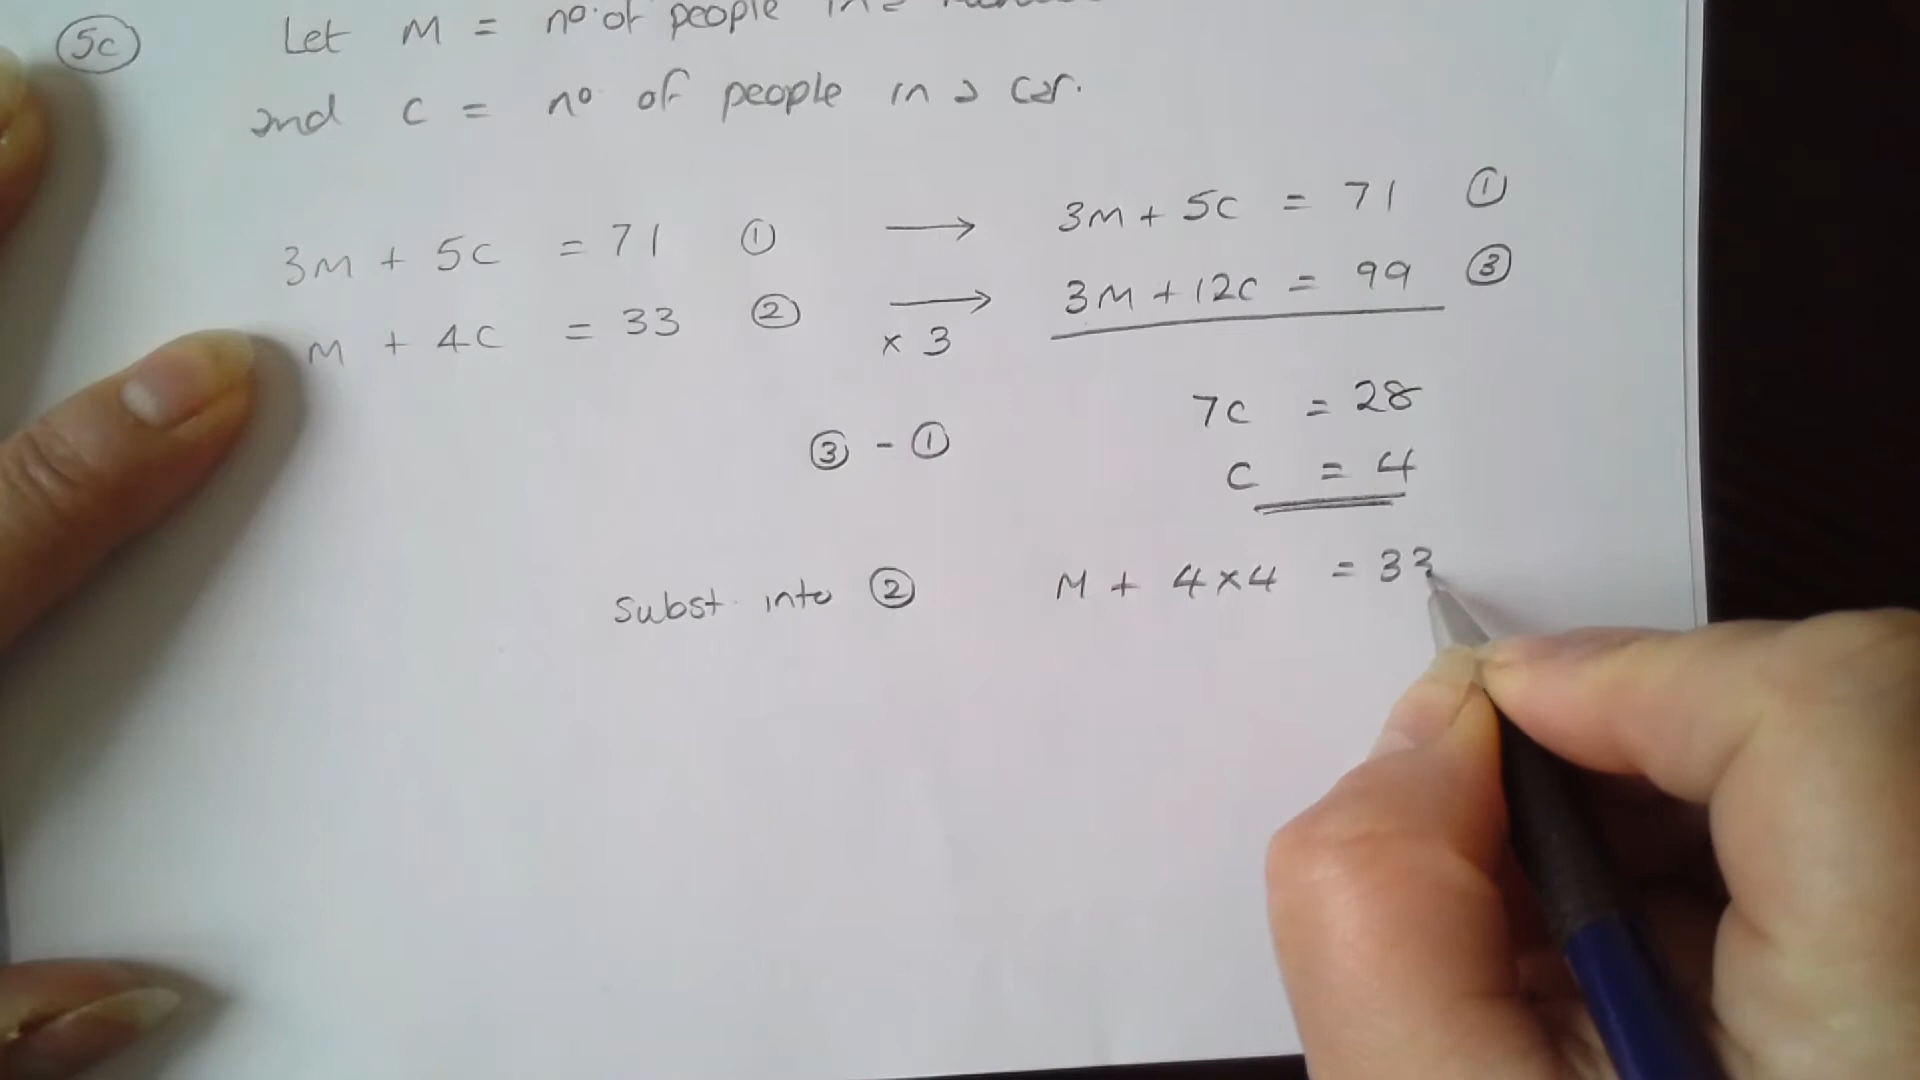 5c Let M = no. of people in a
and C = no of people in a car.
3M + 5C = 71 ① → 3M + 5C = 71 ①
M + 4C = 33 ② → 3M + 12C = 99 ③
× 3
7C = 28
③ - ①
C = 4
subst. into ② M + 4×4 = 33